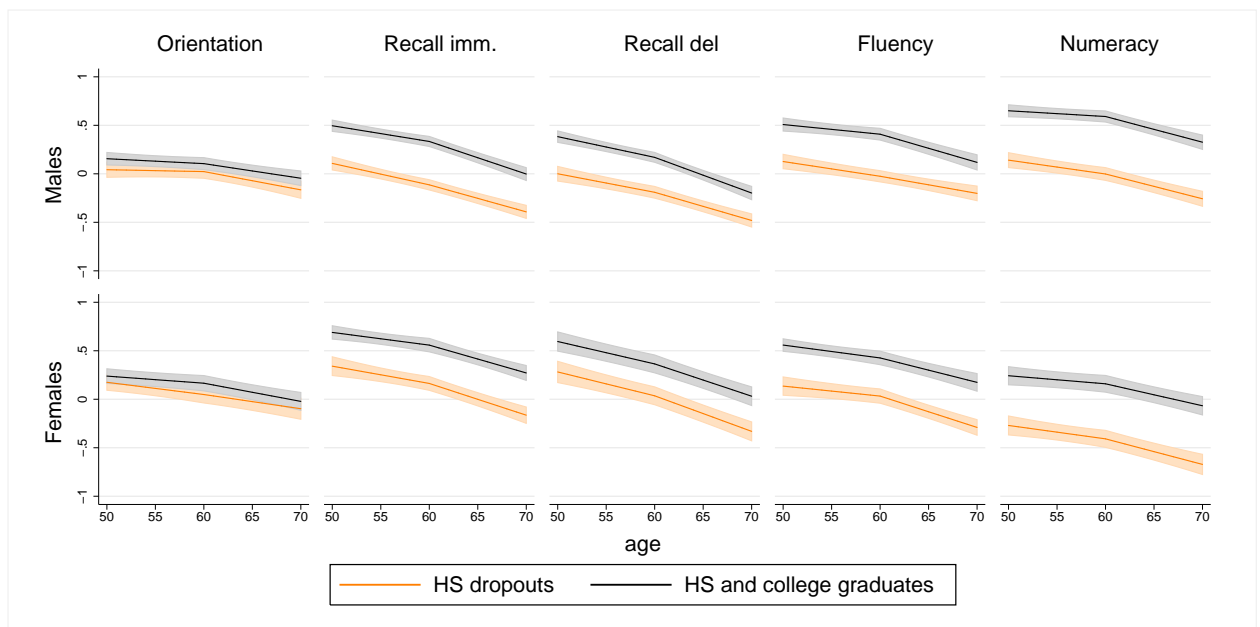 Orientation Recall imm. Recall del Fluency Numeracy
Males
1
.5
0
-.5
-1
Females
1
.5
0
-.5
-1
50 55 60 65 70 50 55 60 65 70 50 55 60 65 70 50 55 60 65 70 50 55 60 65 70
age
HS dropouts HS and college graduates